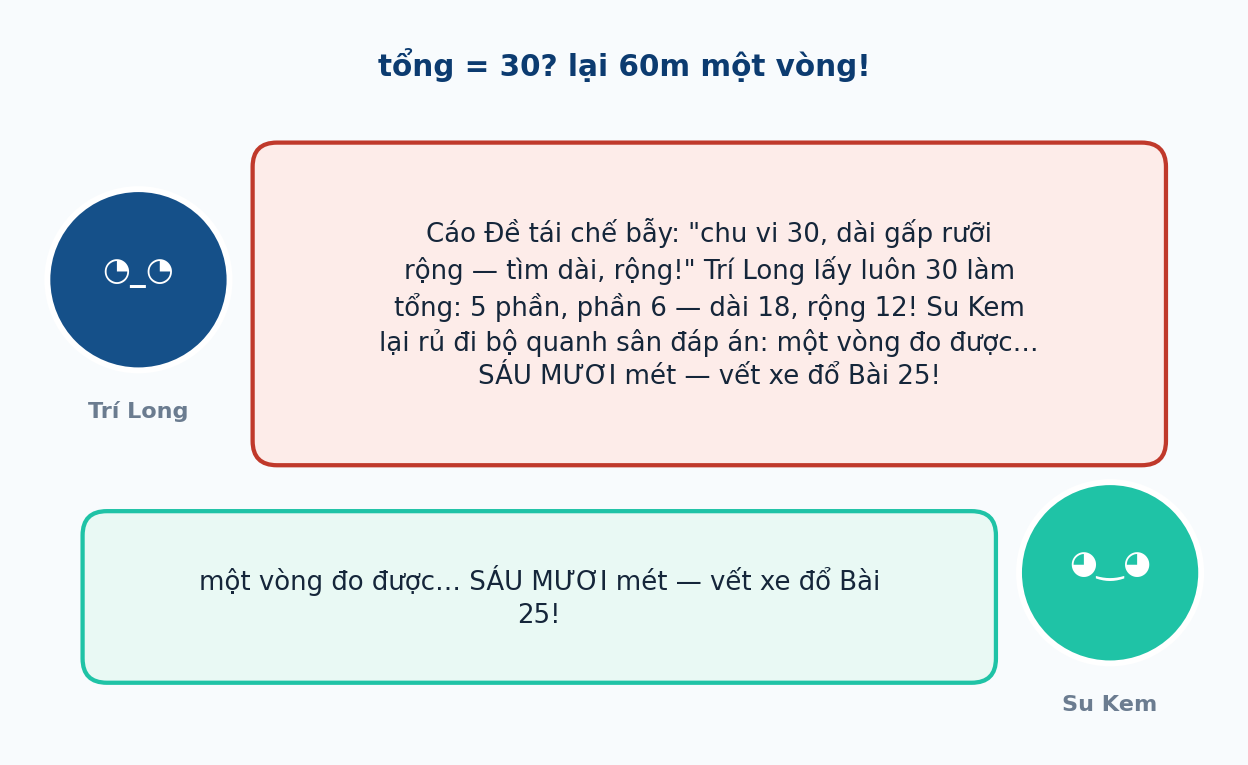 tổng = 30? lại 60m một vòng!
Cáo Đề tái chế bẫy: "chu vi 30, dài gấp rưỡi
rộng — tìm dài, rộng!" Trí Long lấy luôn 30 làm
tổng: 5 phần, phần 6 — dài 18, rộng 12! Su Kem
lại rủ đi bộ quanh sân đáp án: một vòng đo được...
SÁU MƯƠI mét — vết xe đổ Bài 25!
Trí Long
một vòng đo được... SÁU MƯƠI mét — vết xe đổ Bài
25!
Su Kem